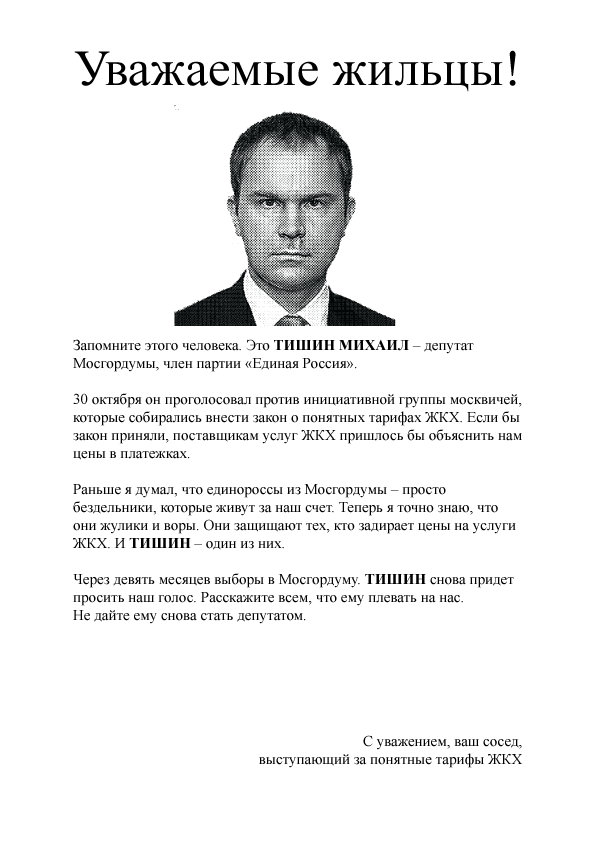 Уважаемые жильцы!
Запомните этого человека. Это ТИШИН МИХАИЛ – депутат
Мосгордумы, член партии «Единая Россия».
30 октября он проголосовал против инициативной группы москвичей,
которые собирались внести закон о понятных тарифах ЖКХ. Если бы
закон приняли, поставщикам услуг ЖКХ пришлось бы объяснить нам
цены в платежках.
Раньше я думал, что единороссы из Мосгордумы – просто
бездельники, которые живут за наш счет. Теперь я точно знаю, что
они жулики и воры. Они защищают тех, кто задирает цены на услуги
ЖКХ. И ТИШИН – один из них.
Через девять месяцев выборы в Мосгордуму. ТИШИН снова придет
просить наш голос. Расскажите всем, что ему плевать на нас.
Не дайте ему снова стать депутатом.
С уважением, ваш сосед,
выступающий за понятные тарифы ЖКХ